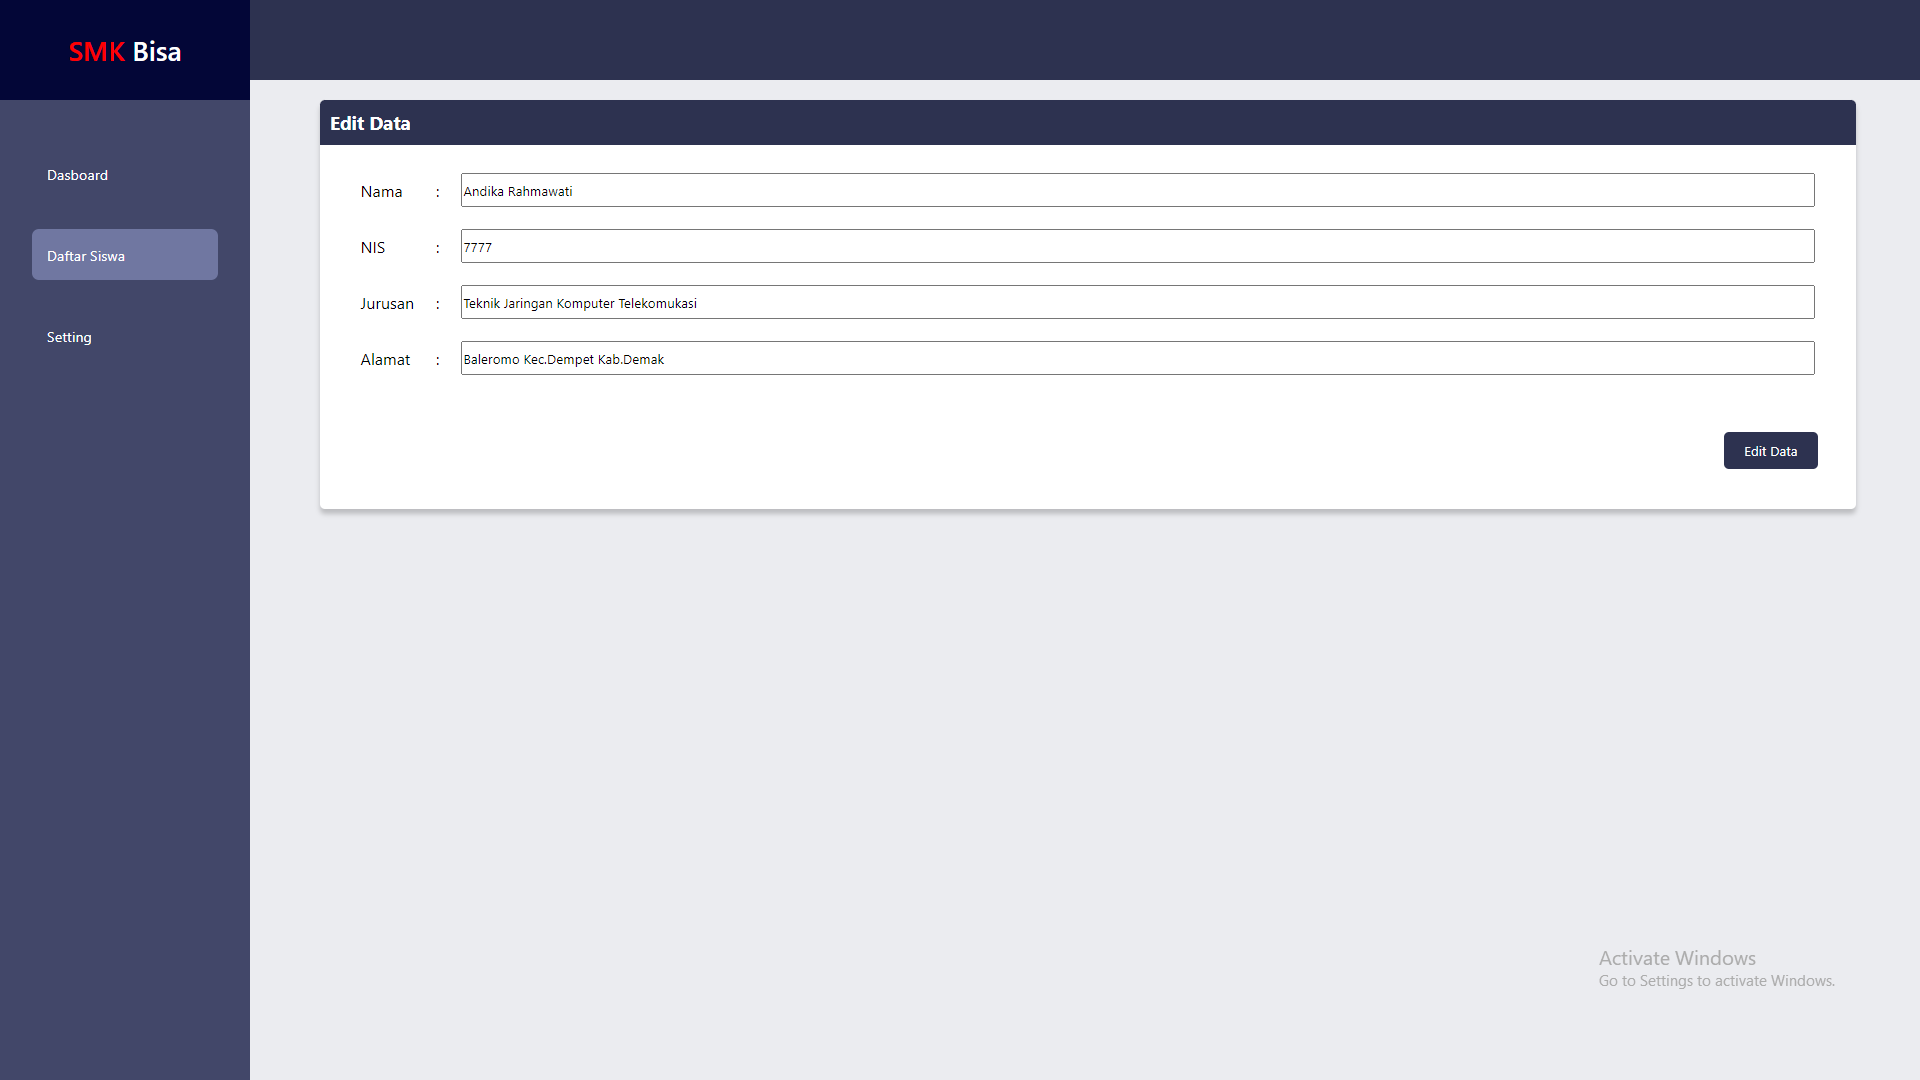 SMK Bisa
Dasboard
Daftar Siswa
Setting
Edit Data
Nama : Andika Rahmawati
NIS : 7777
Jurusan : Teknik Jaringan Komputer Telekomukasi
Alamat : Baleromo Kec.Dempet Kab.Demak
Edit Data
Activate Windows
Go to Settings to activate Windows.